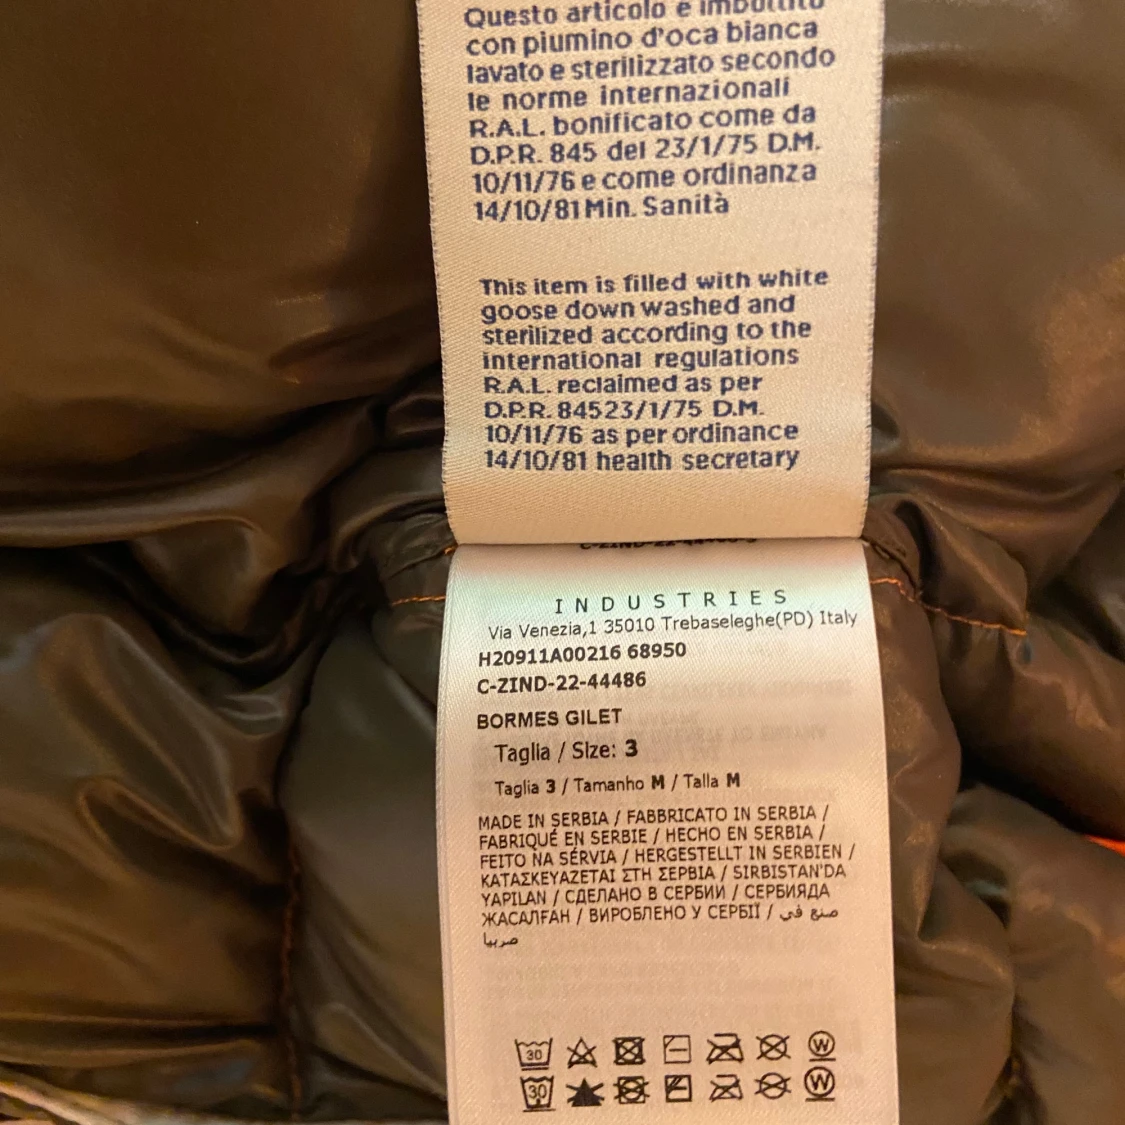 Questo articolo è imbottito
con piumino d'oca bianca
lavato e sterilizzato secondo
le norme internazionali
R.A.L. bonificato come da
D.P.R. 845 del 23/1/75 D.M.
10/11/76 e come ordinanza
14/10/81 Min. Sanità
This item is filled with white
goose down washed and
sterilized according to the
international regulations
R.A.L. reclaimed as per
D.P.R. 84523/1/75 D.M.
10/11/76 as per ordinance
14/10/81 health secretary
INDUSTRIES
Via Venezia,1 35010 Trebaseleghe(PD) Italy
H20911A00216 68950
C-ZIND-22-44486
BORMES GILET
Taglia / SIze: 3
Taglia 3 / Tamanho M / Talla M
MADE IN SERBIA / FABBRICATO IN SERBIA /
FABRIQUÉ EN SERBIE / HECHO EN SERBIA /
FEITO NA SÉRVIA / HERGESTELLT IN SERBIEN /
ΚΑΤΑΣΚΕΥΑΖΕΤΑΙ ΣΤΗ ΣΕΡΒΙΑ / SIRBISTAN'DA
YAPILAN / СДЕЛАНО В СЕРБИИ / СЕРБИЯДА
ЖАСАЛҒАН / ВИРОБЛЕНО У СЕРБІЇ / صنع في
صربيا
30 W
30 W